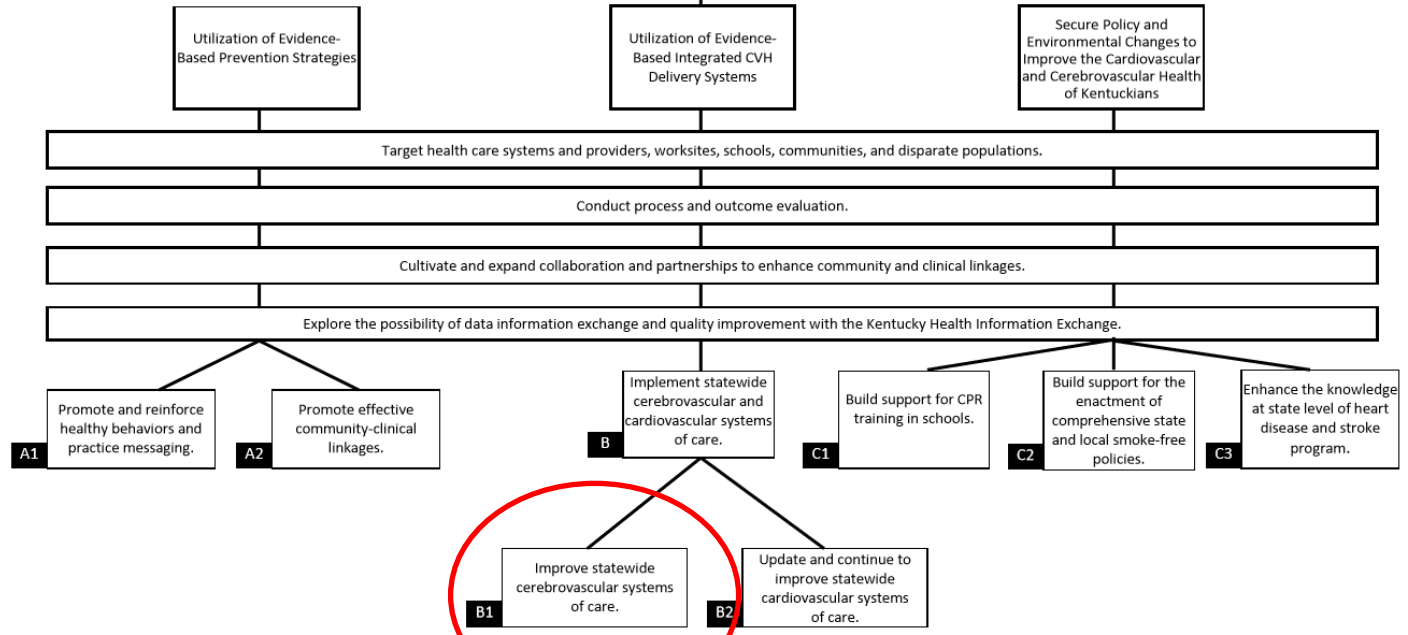 Utilization of Evidence-
Based Prevention Strategies
Utilization of Evidence-
Based Integrated CVH
Delivery Systems
Secure Policy and
Environmental Changes to
Improve the Cardiovascular
and Cerebrovascular Health
of Kentuckians
Target health care systems and providers, worksites, schools, communities, and disparate populations.
Conduct process and outcome evaluation.
Cultivate and expand collaboration and partnerships to enhance community and clinical linkages.
Explore the possibility of data information exchange and quality improvement with the Kentucky Health Information Exchange.
Promote and reinforce
healthy behaviors and
practice messaging.
A1
Promote effective
community-clinical
linkages.
A2
Implement statewide
cerebrovascular and
cardiovascular systems
of care.
B
Build support for CPR
training in schools.
C1
Build support for the
enactment of
comprehensive state
and local smoke-free
policies.
C2
Enhance the knowledge
at state level of heart
disease and stroke
program.
C3
Improve statewide
cerebrovascular systems
of care.
B1
Update and continue to
improve statewide
cardiovascular systems
of care.
B2